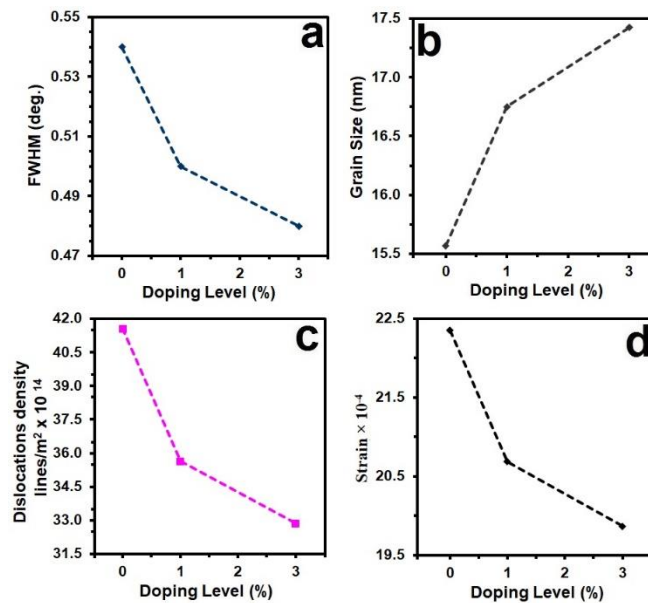 a
FWHM (deg.)
0.55
0.53
0.51
0.49
0.47
0 1 2 3
Doping Level (%)
b
Grain Size (nm)
17.5
17.0
16.5
16.0
15.5
0 1 2 3
Doping Level (%)
c
Dislocations density
lines/m² x 10 ¹⁴
42.0
40.5
39.0
37.5
36.0
34.5
33.0
31.5
0 1 2 3
Doping Level (%)
d
Strain × 10⁻⁴
22.5
21.5
20.5
19.5
0 1 2 3
Doping Level (%)